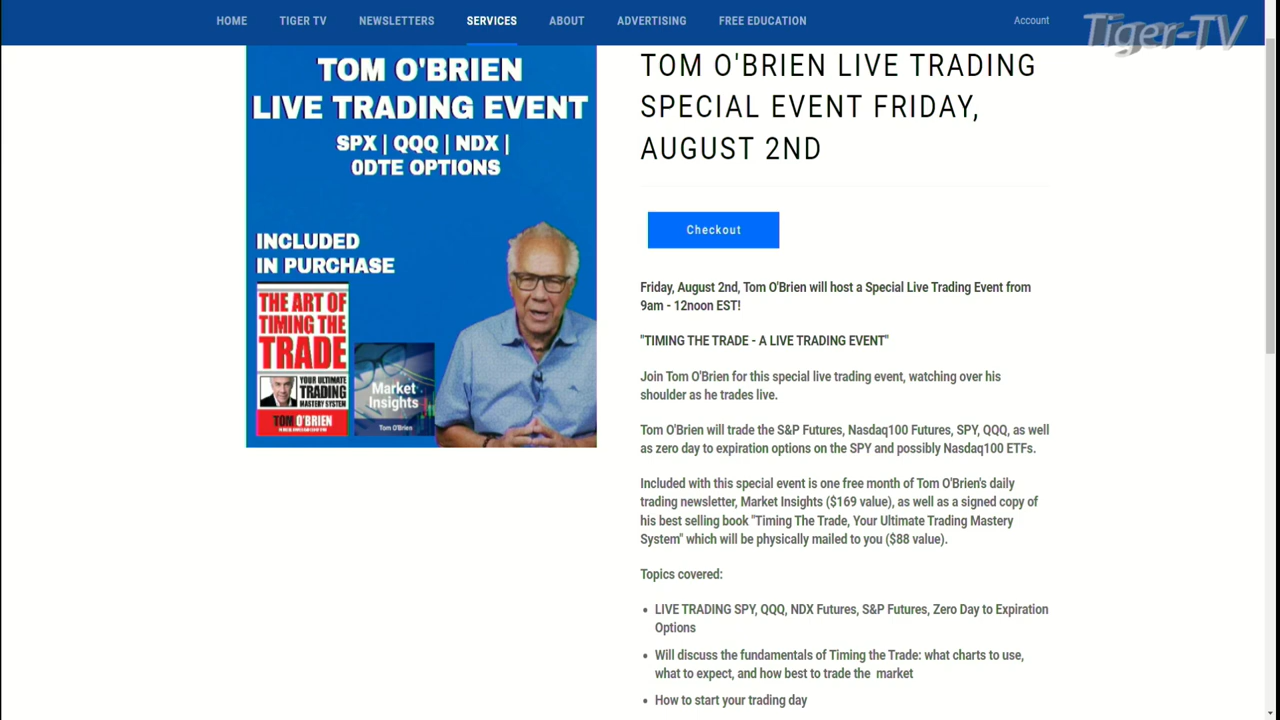 HOME TIGER TV NEWSLETTERS SERVICES ABOUT ADVERTISING FREE EDUCATION Account
Tiger-TV
TOM O'BRIEN
LIVE TRADING EVENT
SPX | QQQ | NDX |
0DTE OPTIONS
INCLUDED
IN PURCHASE
THE ART OF
TIMING THE
TRADE
YOUR ULTIMATE
TRADING
MASTERY SYSTEM
TOM O'BRIEN
Market
Insights
Tom O'Brien
TOM O'BRIEN LIVE TRADING
SPECIAL EVENT FRIDAY,
AUGUST 2ND
Checkout
Friday, August 2nd, Tom O'Brien will host a Special Live Trading Event from
9am - 12noon EST!
"TIMING THE TRADE - A LIVE TRADING EVENT"
Join Tom O'Brien for this special live trading event, watching over his
shoulder as he trades live.
Tom O'Brien will trade the S&P Futures, Nasdaq100 Futures, SPY, QQQ, as well
as zero day to expiration options on the SPY and possibly Nasdaq100 ETFs.
Included with this special event is one free month of Tom O'Brien's daily
trading newsletter, Market Insights ($169 value), as well as a signed copy of
his best selling book "Timing The Trade, Your Ultimate Trading Mastery
System" which will be physically mailed to you ($88 value).
Topics covered:
• LIVE TRADING SPY, QQQ, NDX Futures, S&P Futures, Zero Day to Expiration
Options
• Will discuss the fundamentals of Timing the Trade: what charts to use,
what to expect, and how best to trade the market
• How to start your trading day